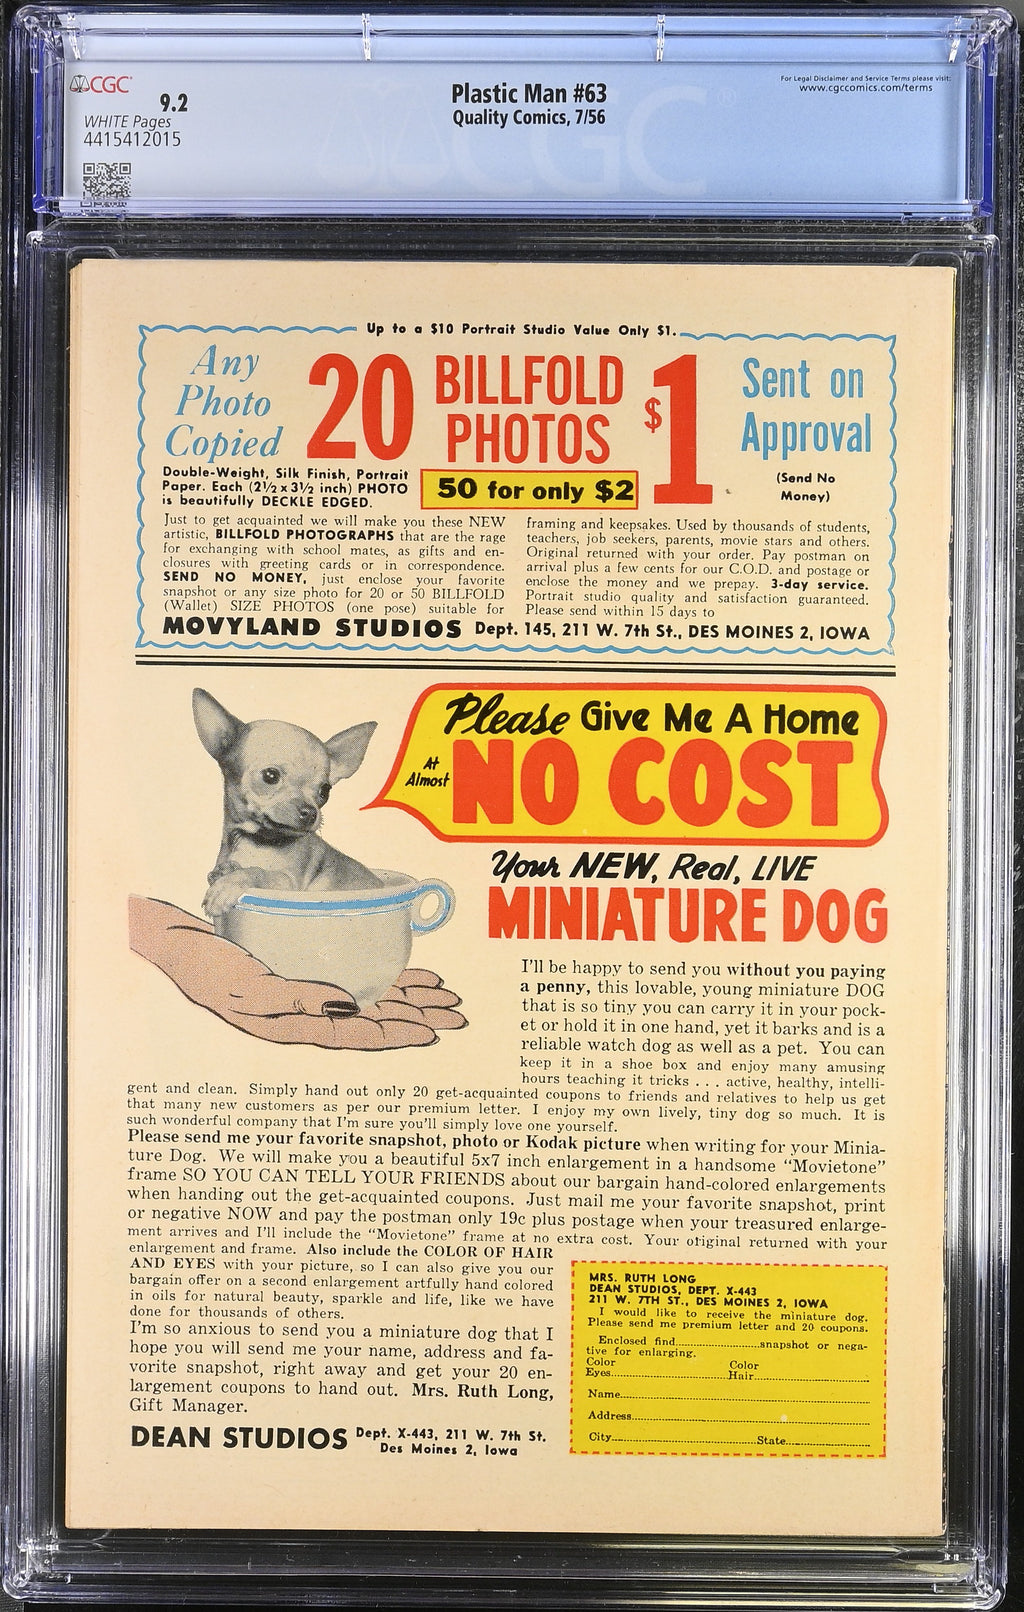 CGC
9.2
WHITE Pages
4415412015
Plastic Man #63
Quality Comics, 7/56
For Legal Disclaimer and Service Terms please visit:
www.cgccomics.com/terms
CGC®
Up to a $10 Portrait Studio Value Only $1.
Any
Photo
Copied
20
BILLFOLD
PHOTOS
$1
Sent on
Approval
(Send No
Money)
Double-Weight, Silk Finish, Portrait
Paper. Each (2½ x 3½ inch) PHOTO
is beautifully DECKLE EDGED.
50 for only $2
Just to get acquainted we will make you these NEW
artistic, BILLFOLD PHOTOGRAPHS that are the rage
for exchanging with school mates, as gifts and en-
closures with greeting cards or in correspondence.
SEND NO MONEY, just enclose your favorite
snapshot or any size photo for 20 or 50 BILLFOLD
(Wallet) SIZE PHOTOS (one pose) suitable for
framing and keepsakes. Used by thousands of students,
teachers, job seekers, parents, movie stars and others.
Original returned with your order. Pay postman on
arrival plus a few cents for our C.O.D. and postage or
enclose the money and we prepay. 3-day service.
Portrait studio quality and satisfaction guaranteed.
Please send within 15 days to
MOVYLAND STUDIOS Dept. 145, 211 W. 7th St., DES MOINES 2, IOWA
Please Give Me A Home
At
Almost
NO COST
Your NEW, Real, LIVE
MINIATURE DOG
I'll be happy to send you without you paying
a penny, this lovable, young miniature DOG
that is so tiny you can carry it in your pock-
et or hold it in one hand, yet it barks and is a
reliable watch dog as well as a pet. You can
keep it in a shoe box and enjoy many amusing
hours teaching it tricks . . . active, healthy, intelli-
gent and clean. Simply hand out only 20 get-acquainted coupons to friends and relatives to help us get
that many new customers as per our premium letter. I enjoy my own lively, tiny dog so much. It is
such wonderful company that I'm sure you'll simply love one yourself.
Please send me your favorite snapshot, photo or Kodak picture when writing for your Minia-
ture Dog. We will make you a beautiful 5x7 inch enlargement in a handsome "Movietone"
frame SO YOU CAN TELL YOUR FRIENDS about our bargain hand-colored enlargements
when handing out the get-acquainted coupons. Just mail me your favorite snapshot, print
or negative NOW and pay the postman only 19c plus postage when your treasured enlarge-
ment arrives and I'll include the "Movietone" frame at no extra cost. Your original returned with your
enlargement and frame. Also include the COLOR OF HAIR
AND EYES with your picture, so I can also give you our
bargain offer on a second enlargement artfully hand colored
in oils for natural beauty, sparkle and life, like we have
done for thousands of others.
I'm so anxious to send you a miniature dog that I
hope you will send me your name, address and fa-
vorite snapshot, right away and get your 20 en-
largement coupons to hand out. Mrs. Ruth Long,
Gift Manager.
DEAN STUDIOS Dept. X-443, 211 W. 7th St.
Des Moines 2, Iowa
MRS. RUTH LONG
DEAN STUDIOS, DEPT. X-443
211 W. 7TH ST., DES MOINES 2, IOWA
I would like to receive the miniature dog.
Please send me premium letter and 20 coupons.
Enclosed find....................snapshot or nega-
tive for enlarging.
Color Color
Eyes....................Hair....................
Name....................
Address....................
City....................State....................